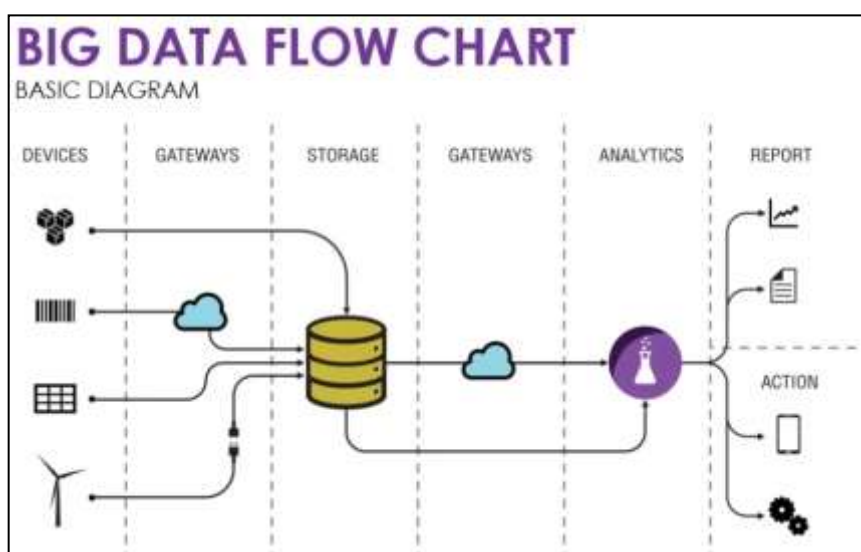 BIG DATA FLOW CHART
BASIC DIAGRAM
DEVICES GATEWAYS STORAGE GATEWAYS ANALYTICS REPORT
ACTION